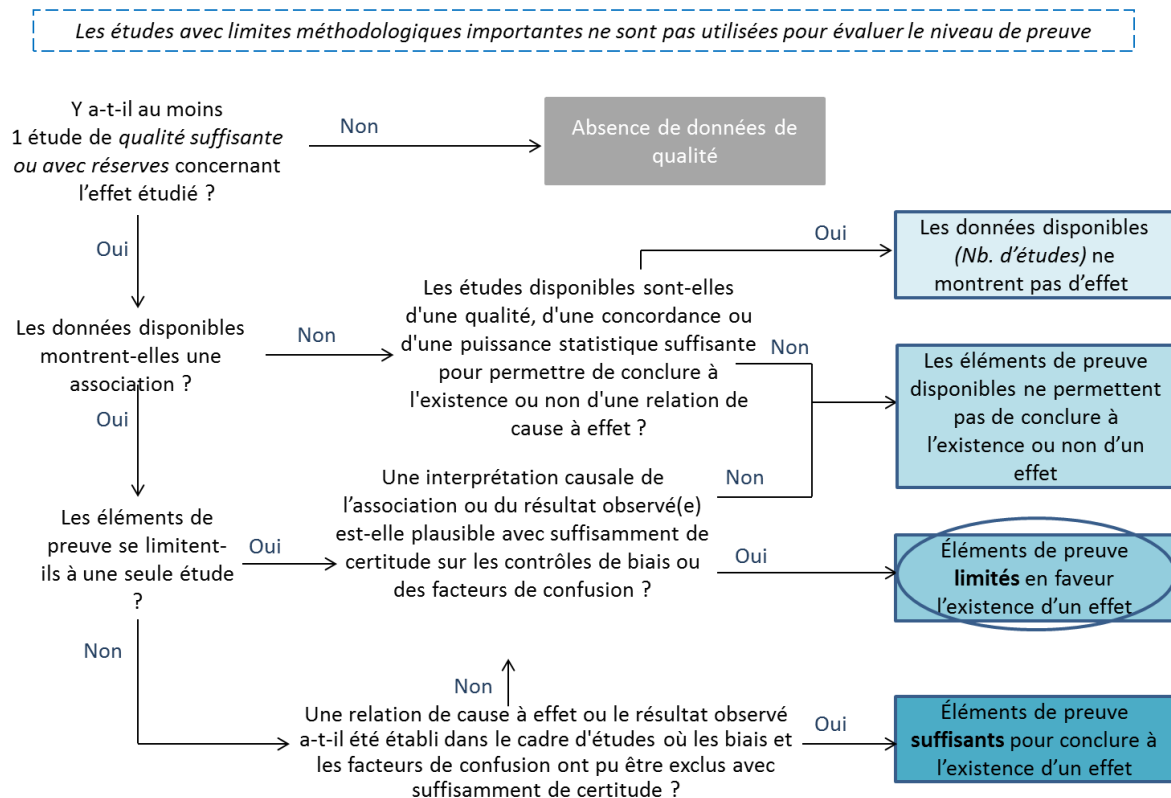 Les études avec limites méthodologiques importantes ne sont pas utilisées pour évaluer le niveau de preuve
Y a-t-il au moins
1 étude de qualité suffisante
ou avec réserves concernant
l’effet étudié ?
Non
Absence de données de
qualité
Oui
Oui
Les données disponibles
(Nb. d’études) ne
montrent pas d’effet
Les données disponibles
montrent-elles une
association ?
Non
Les études disponibles sont-elles
d'une qualité, d'une concordance ou
d'une puissance statistique suffisante
pour permettre de conclure à
l'existence ou non d'une relation de
cause à effet ?
Non
Les éléments de preuve
disponibles ne permettent
pas de conclure à
l’existence ou non d’un
effet
Oui
Les éléments de
preuve se limitent-
ils à une seule étude
?
Oui
Une interprétation causale de
l’association ou du résultat observé(e)
est-elle plausible avec suffisamment de
certitude sur les contrôles de biais ou
des facteurs de confusion ?
Non
Oui
Éléments de preuve
limités en faveur
l’existence d’un effet
Non
Non
Une relation de cause à effet ou le résultat observé
a-t-il été établi dans le cadre d'études où les biais et
les facteurs de confusion ont pu être exclus avec
suffisamment de certitude ?
Oui
Éléments de preuve
suffisants pour conclure à
l’existence d’un effet